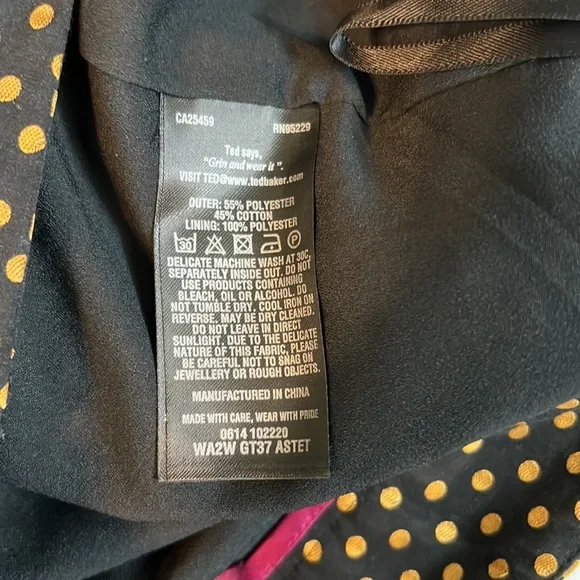 CA25459 RN95229
Ted says,
"Grin and wear it".
VISIT TED@www.tedbaker.com
OUTER: 55% POLYESTER
45% COTTON
LINING: 100% POLYESTER
30 P
DELICATE MACHINE WASH AT 30C,
SEPARATELY INSIDE OUT. DO NOT
USE PRODUCTS CONTAINING
BLEACH, OIL OR ALCOHOL. DO
NOT TUMBLE DRY. COOL IRON ON
REVERSE. MAY BE DRY CLEANED.
DO NOT LEAVE IN DIRECT
SUNLIGHT. DUE TO THE DELICATE
NATURE OF THIS FABRIC, PLEASE
BE CAREFUL NOT TO SNAG ON
JEWELLERY OR ROUGH OBJECTS.
MANUFACTURED IN CHINA
MADE WITH CARE, WEAR WITH PRIDE
0614 102220
WA2W GT37 ASTET